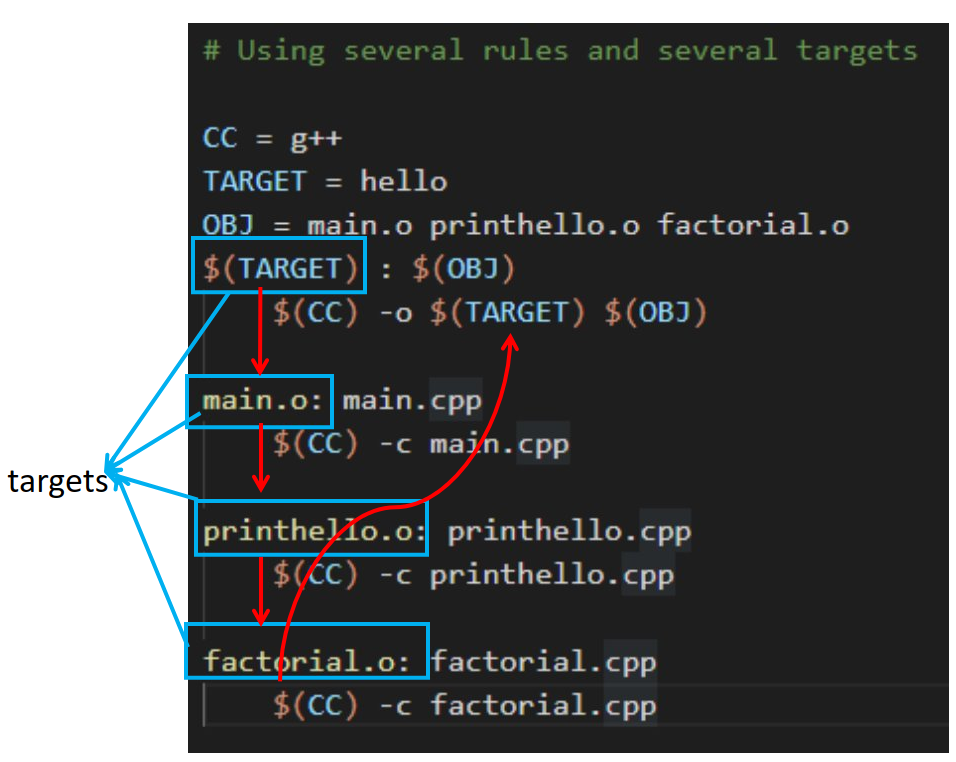 # Using several rules and several targets
CC = g++
TARGET = hello
OBJ = main.o printhello.o factorial.o
$(TARGET) : $(OBJ)
$(CC) -o $(TARGET) $(OBJ)
main.o: main.cpp
$(CC) -c main.cpp
targets
printhello.o: printhello.cpp
$(CC) -c printhello.cpp
factorial.o: factorial.cpp
$(CC) -c factorial.cpp